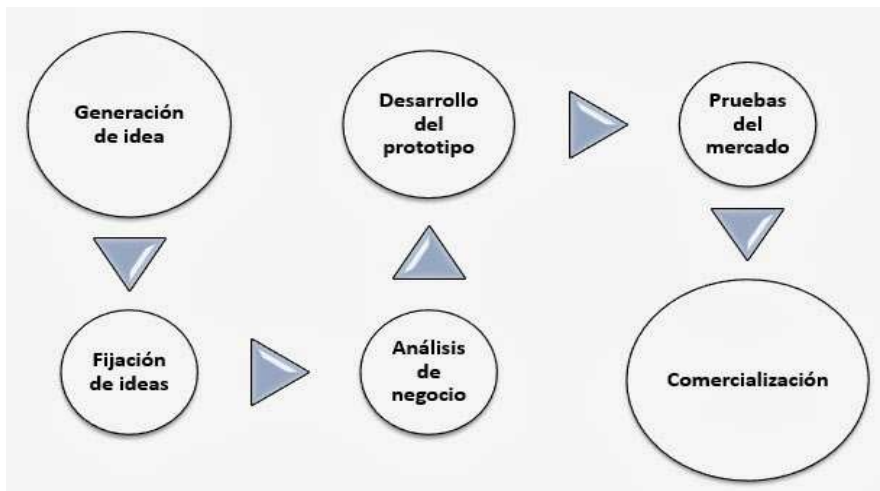 Generación
de idea
Fijación
de ideas
Análisis
de
negocio
Desarrollo
del
prototipo
Pruebas
del
mercado
Comercialización